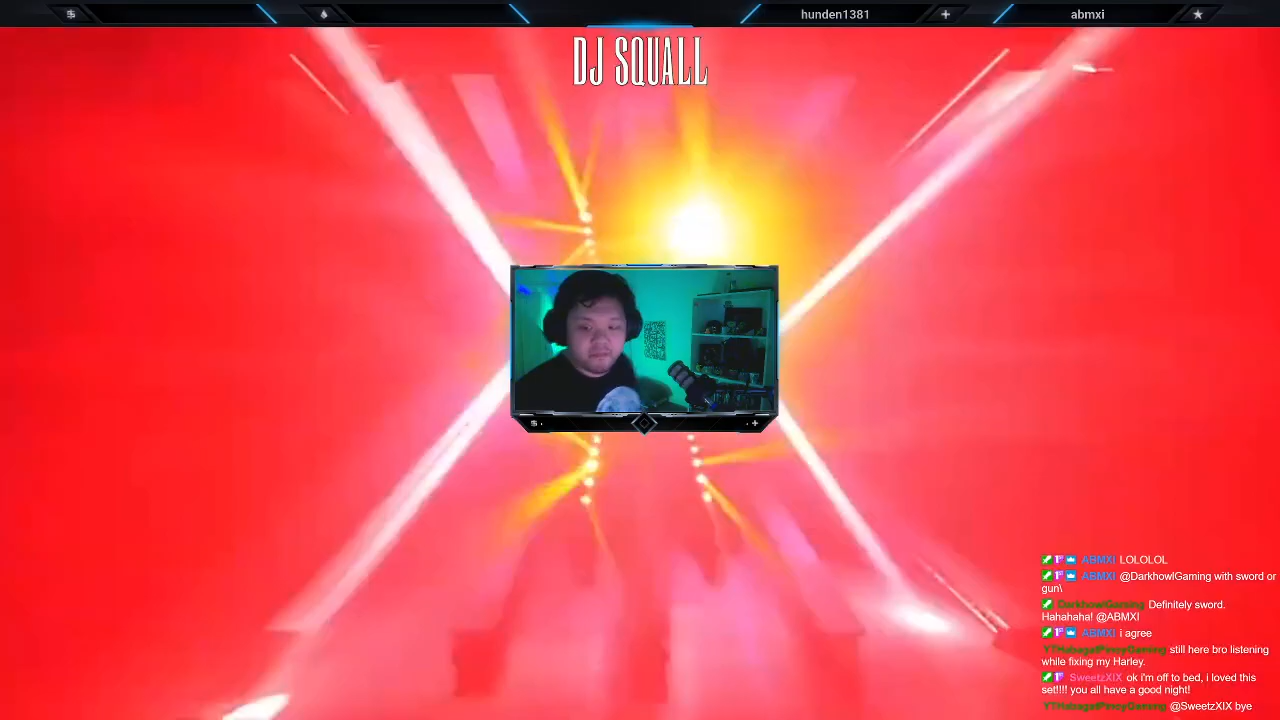 hunden1381
abmxi
DJ SQUALL
ABMXI LOLOLOL
ABMXI @DarkhowlGaming with sword or
gun\
DarkhowlGaming Definitely sword.
Hahahaha! @ABMXI
ABMXI i agree
YTHabagatPinoyGaming still here bro listening
while fixing my Harley.
SweetzXIX ok i'm off to bed, i loved this
set!!!! you all have a good night!
YTHabagatPinoyGaming @SweetzXIX bye